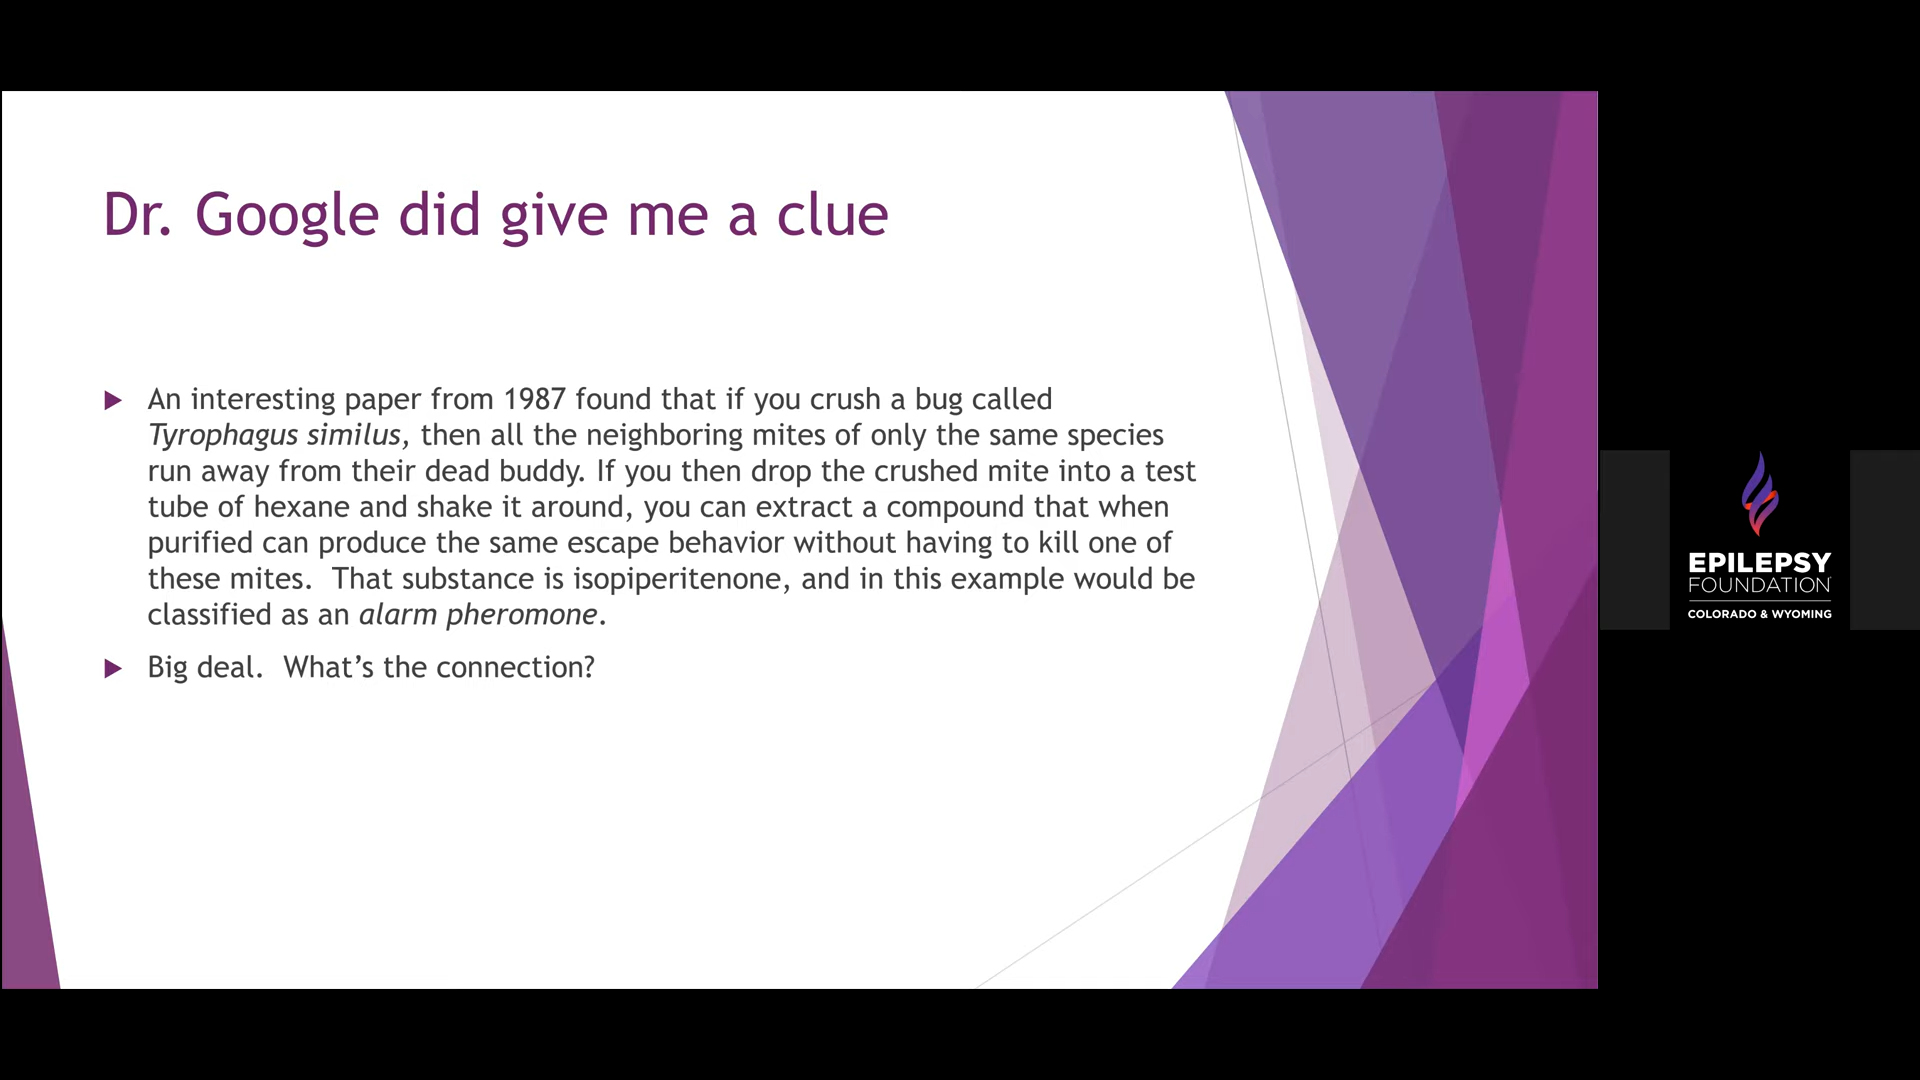 Dr. Google did give me a clue
An interesting paper from 1987 found that if you crush a bug called
Tyrophagus similus, then all the neighboring mites of only the same species
run away from their dead buddy. If you then drop the crushed mite into a test
tube of hexane and shake it around, you can extract a compound that when
purified can produce the same escape behavior without having to kill one of
these mites.  That substance is isopiperitenone, and in this example would be
classified as an alarm pheromone.
Big deal.  What’s the connection?
EPILEPSY
FOUNDATION
COLORADO & WYOMING